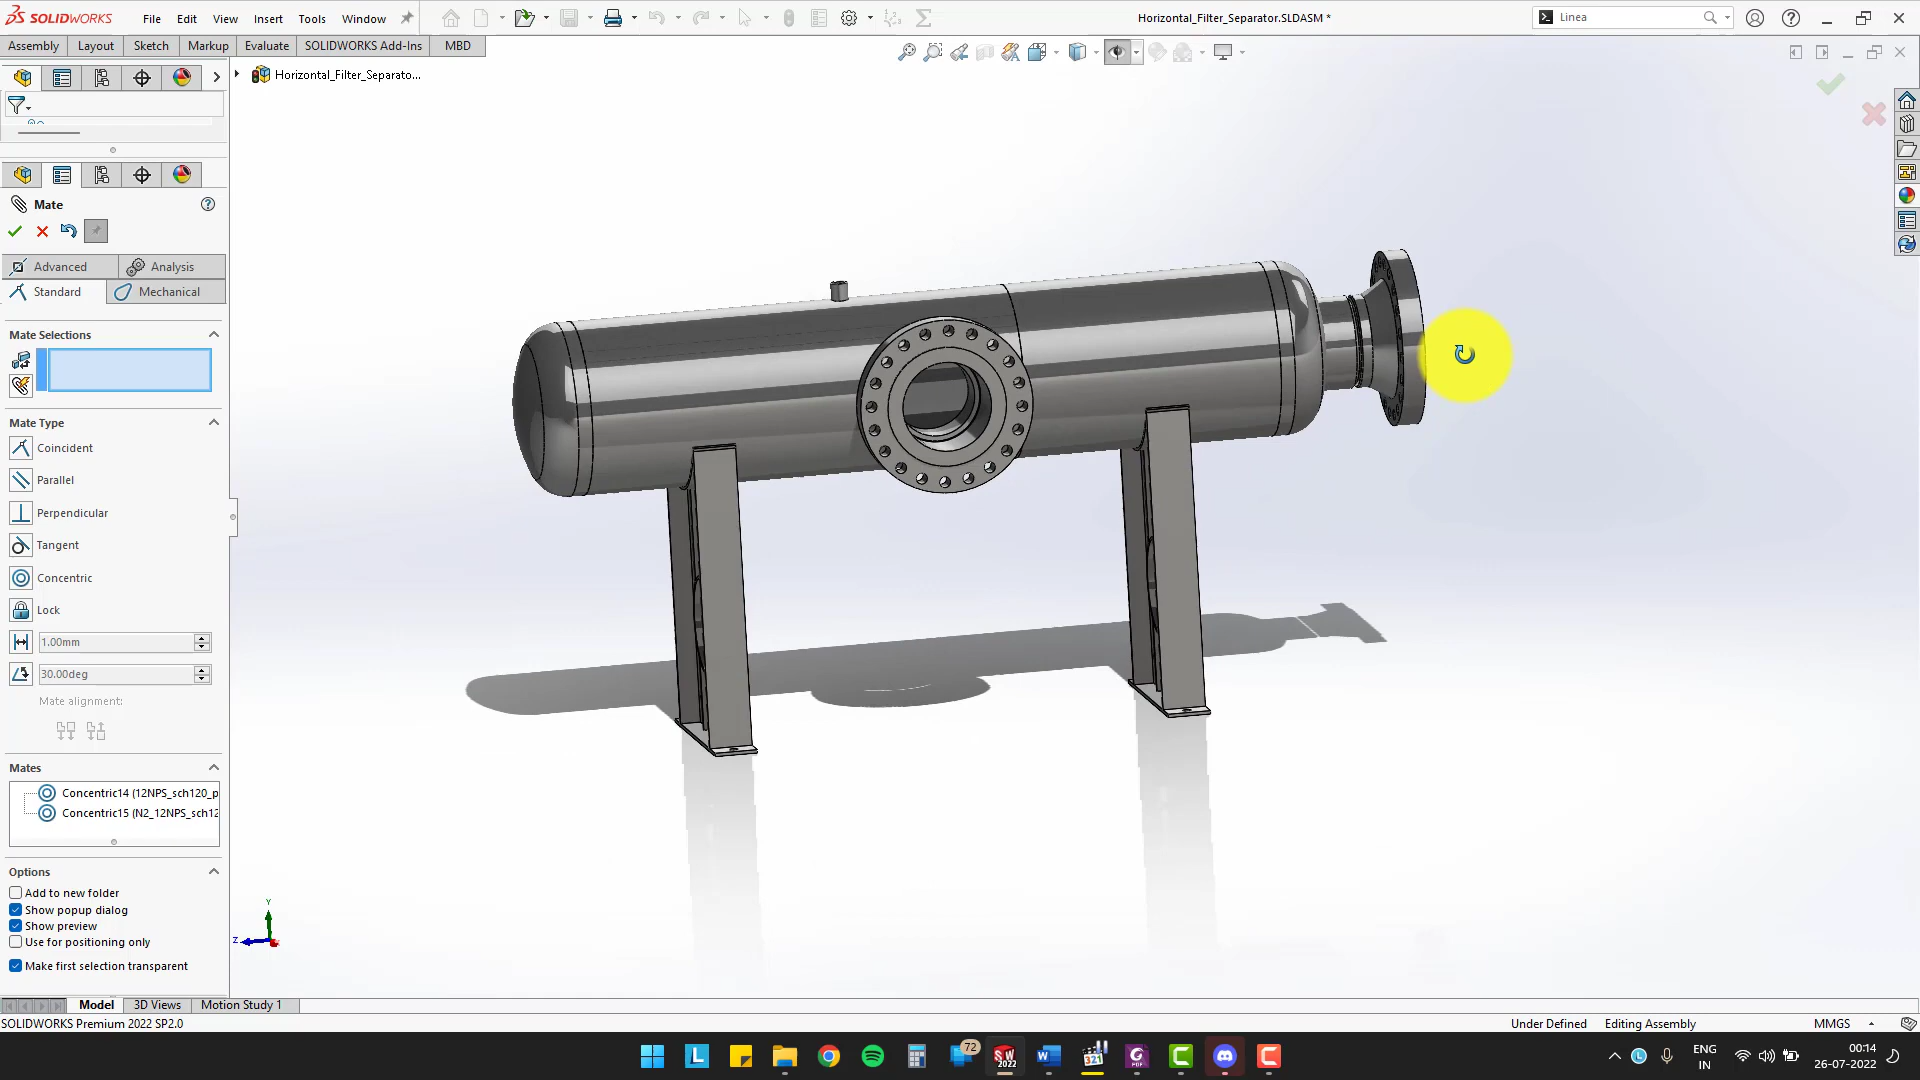 SOLIDWORKS File Edit View Insert Tools Window
Horizontal_Filter_Separator.SLDASM *
Linea
Assembly Layout Sketch Markup Evaluate SOLIDWORKS Add-Ins MBD
Horizontal_Filter_Separato...
Mate
Advanced Analysis
Standard Mechanical
Mate Selections
Mate Type
Coincident
Parallel
Perpendicular
Tangent
Concentric
Lock
1.00mm
30.00deg
Mate alignment:
Mates
Concentric14 (12NPS_sch120_p
Concentric15 (N2_12NPS_sch12
Options
Add to new folder
Show popup dialog
Show preview
Use for positioning only
Make first selection transparent
Y
Z
Model 3D Views Motion Study 1
SOLIDWORKS Premium 2022 SP2.0
Under Defined Editing Assembly MMGS
L 72 SW 2022 W 321 PDF
ENG
IN
00:14
26-07-2022